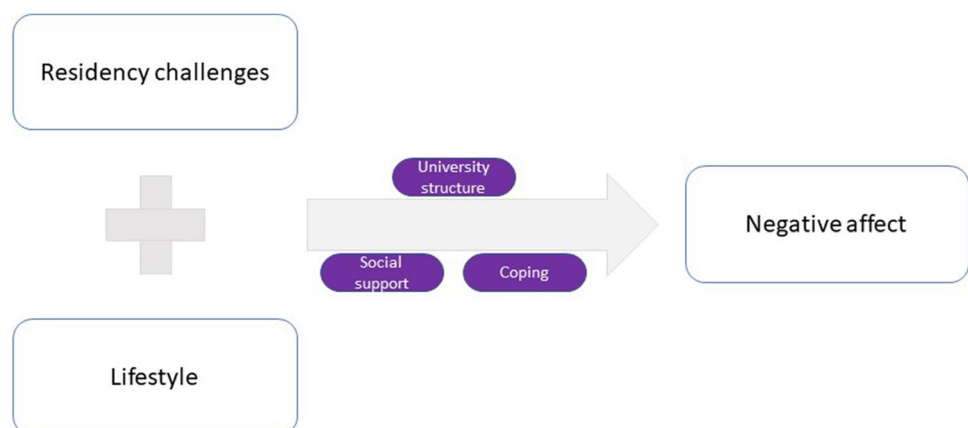 Residency challenges
University
structure
Negative affect
Social
support
Coping
Lifestyle